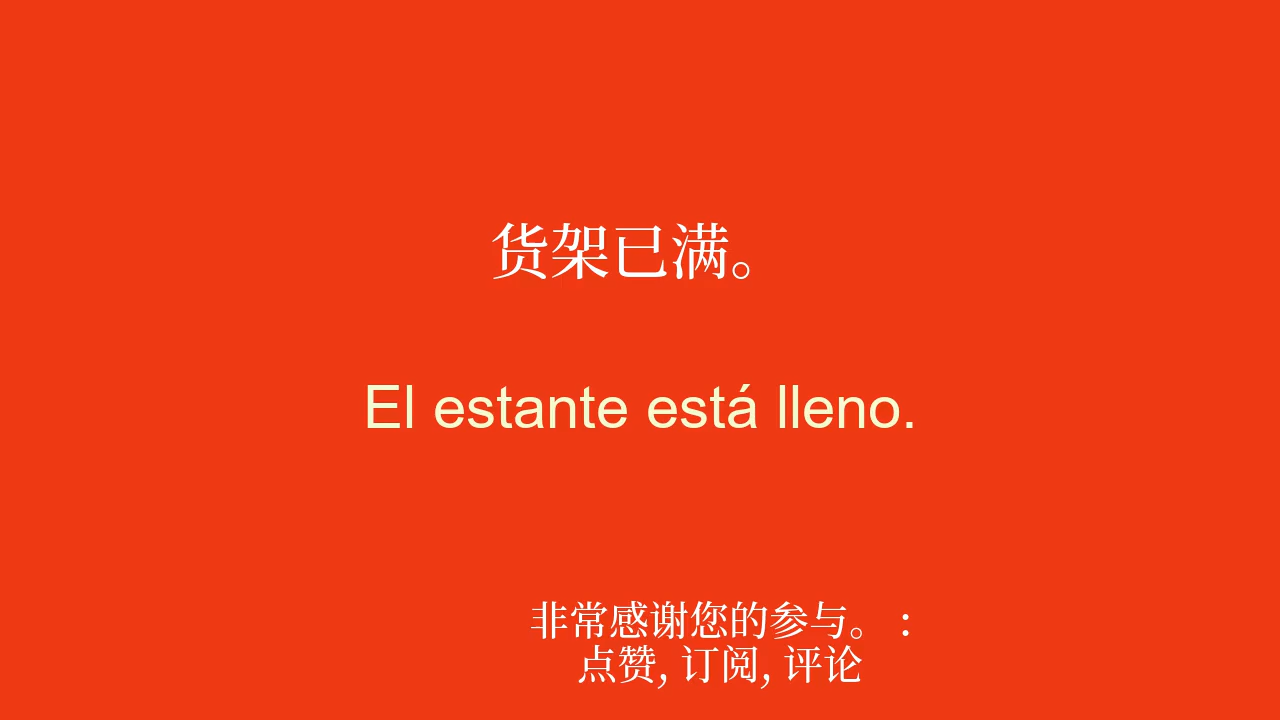 货架已满。
El estante está lleno.
非常感谢您的参与。 :
点赞, 订阅, 评论